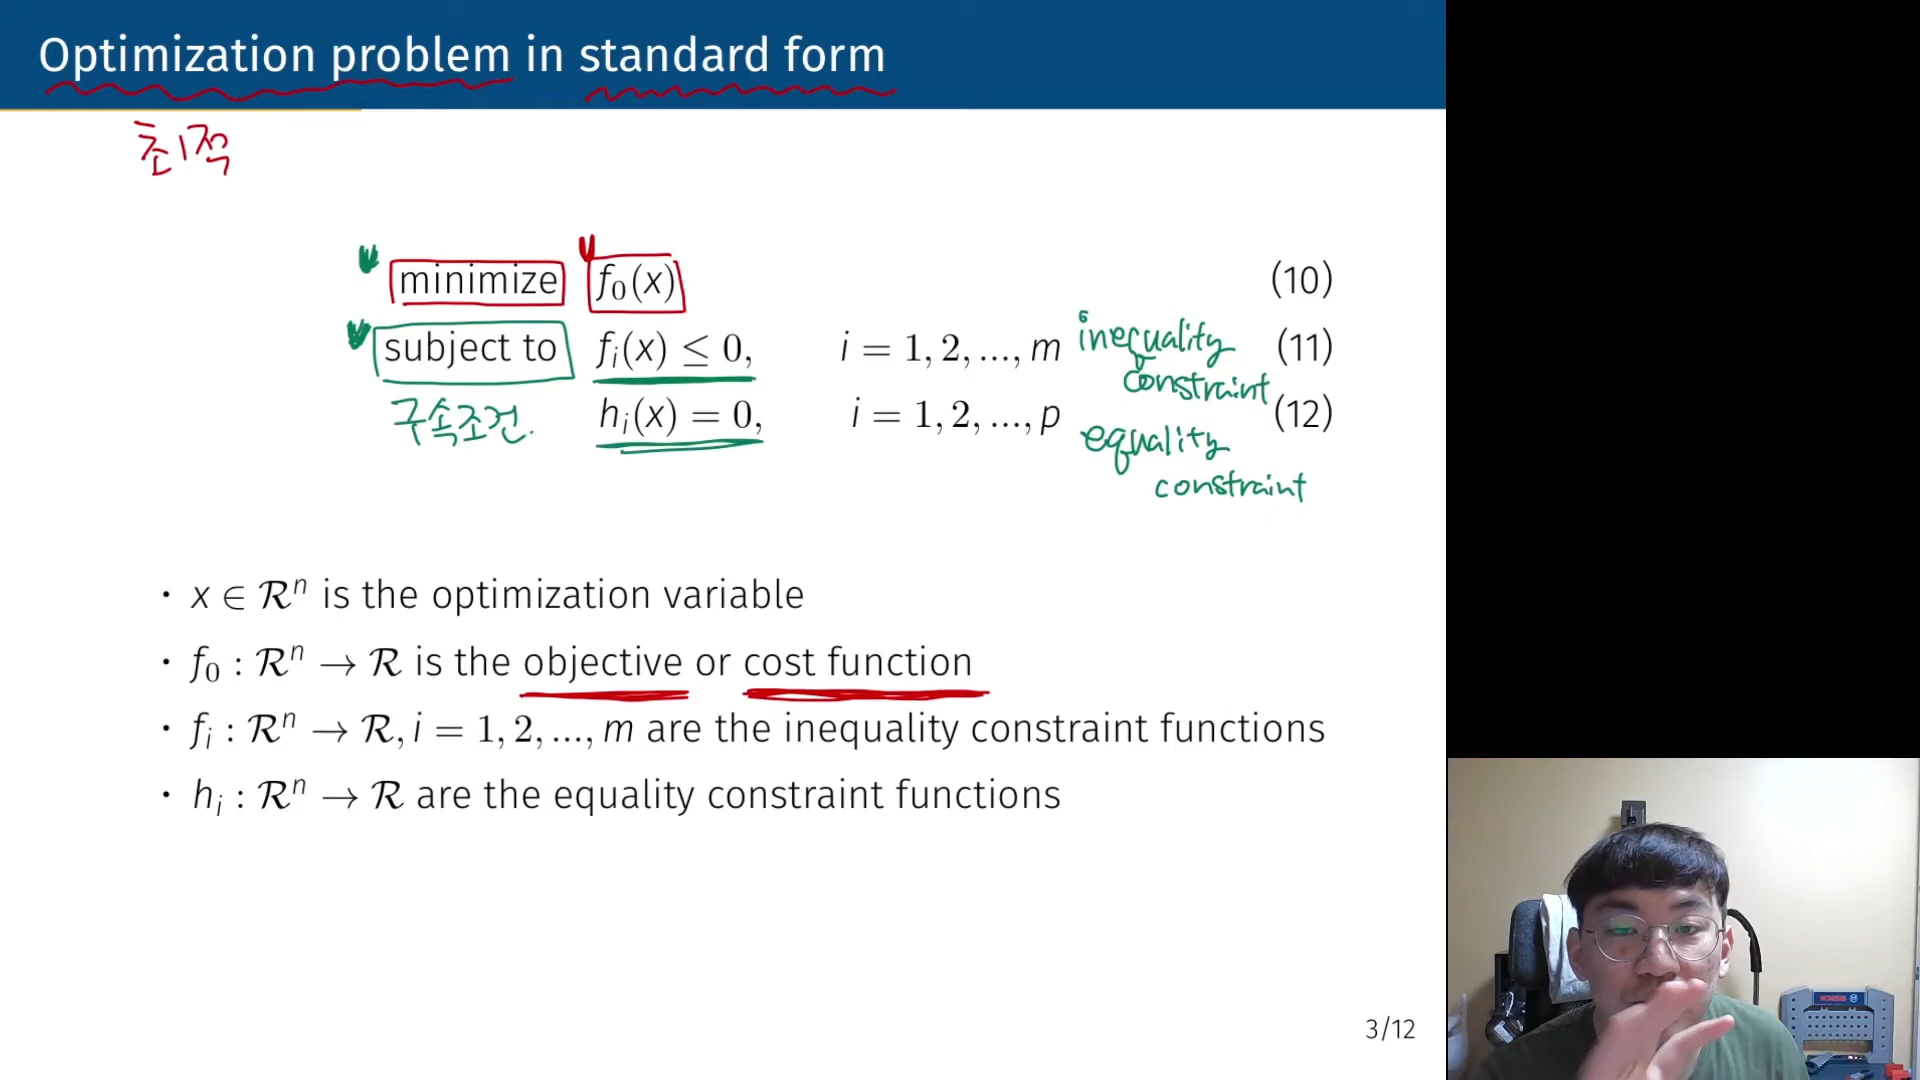 Optimization problem in standard form
최적
minimize f₀(x) (10)
subject to fᵢ(x) ≤ 0, i = 1, 2, ..., m inequality constraint (11)
구속조건. hᵢ(x) = 0, i = 1, 2, ..., p (12)
equality constraint
· x ∈ 𝓡ⁿ is the optimization variable
· f₀ : 𝓡ⁿ → 𝓡 is the objective or cost function
· fᵢ : 𝓡ⁿ → 𝓡, i = 1, 2, ..., m are the inequality constraint functions
· hᵢ : 𝓡ⁿ → 𝓡 are the equality constraint functions
3/12
BOSCH